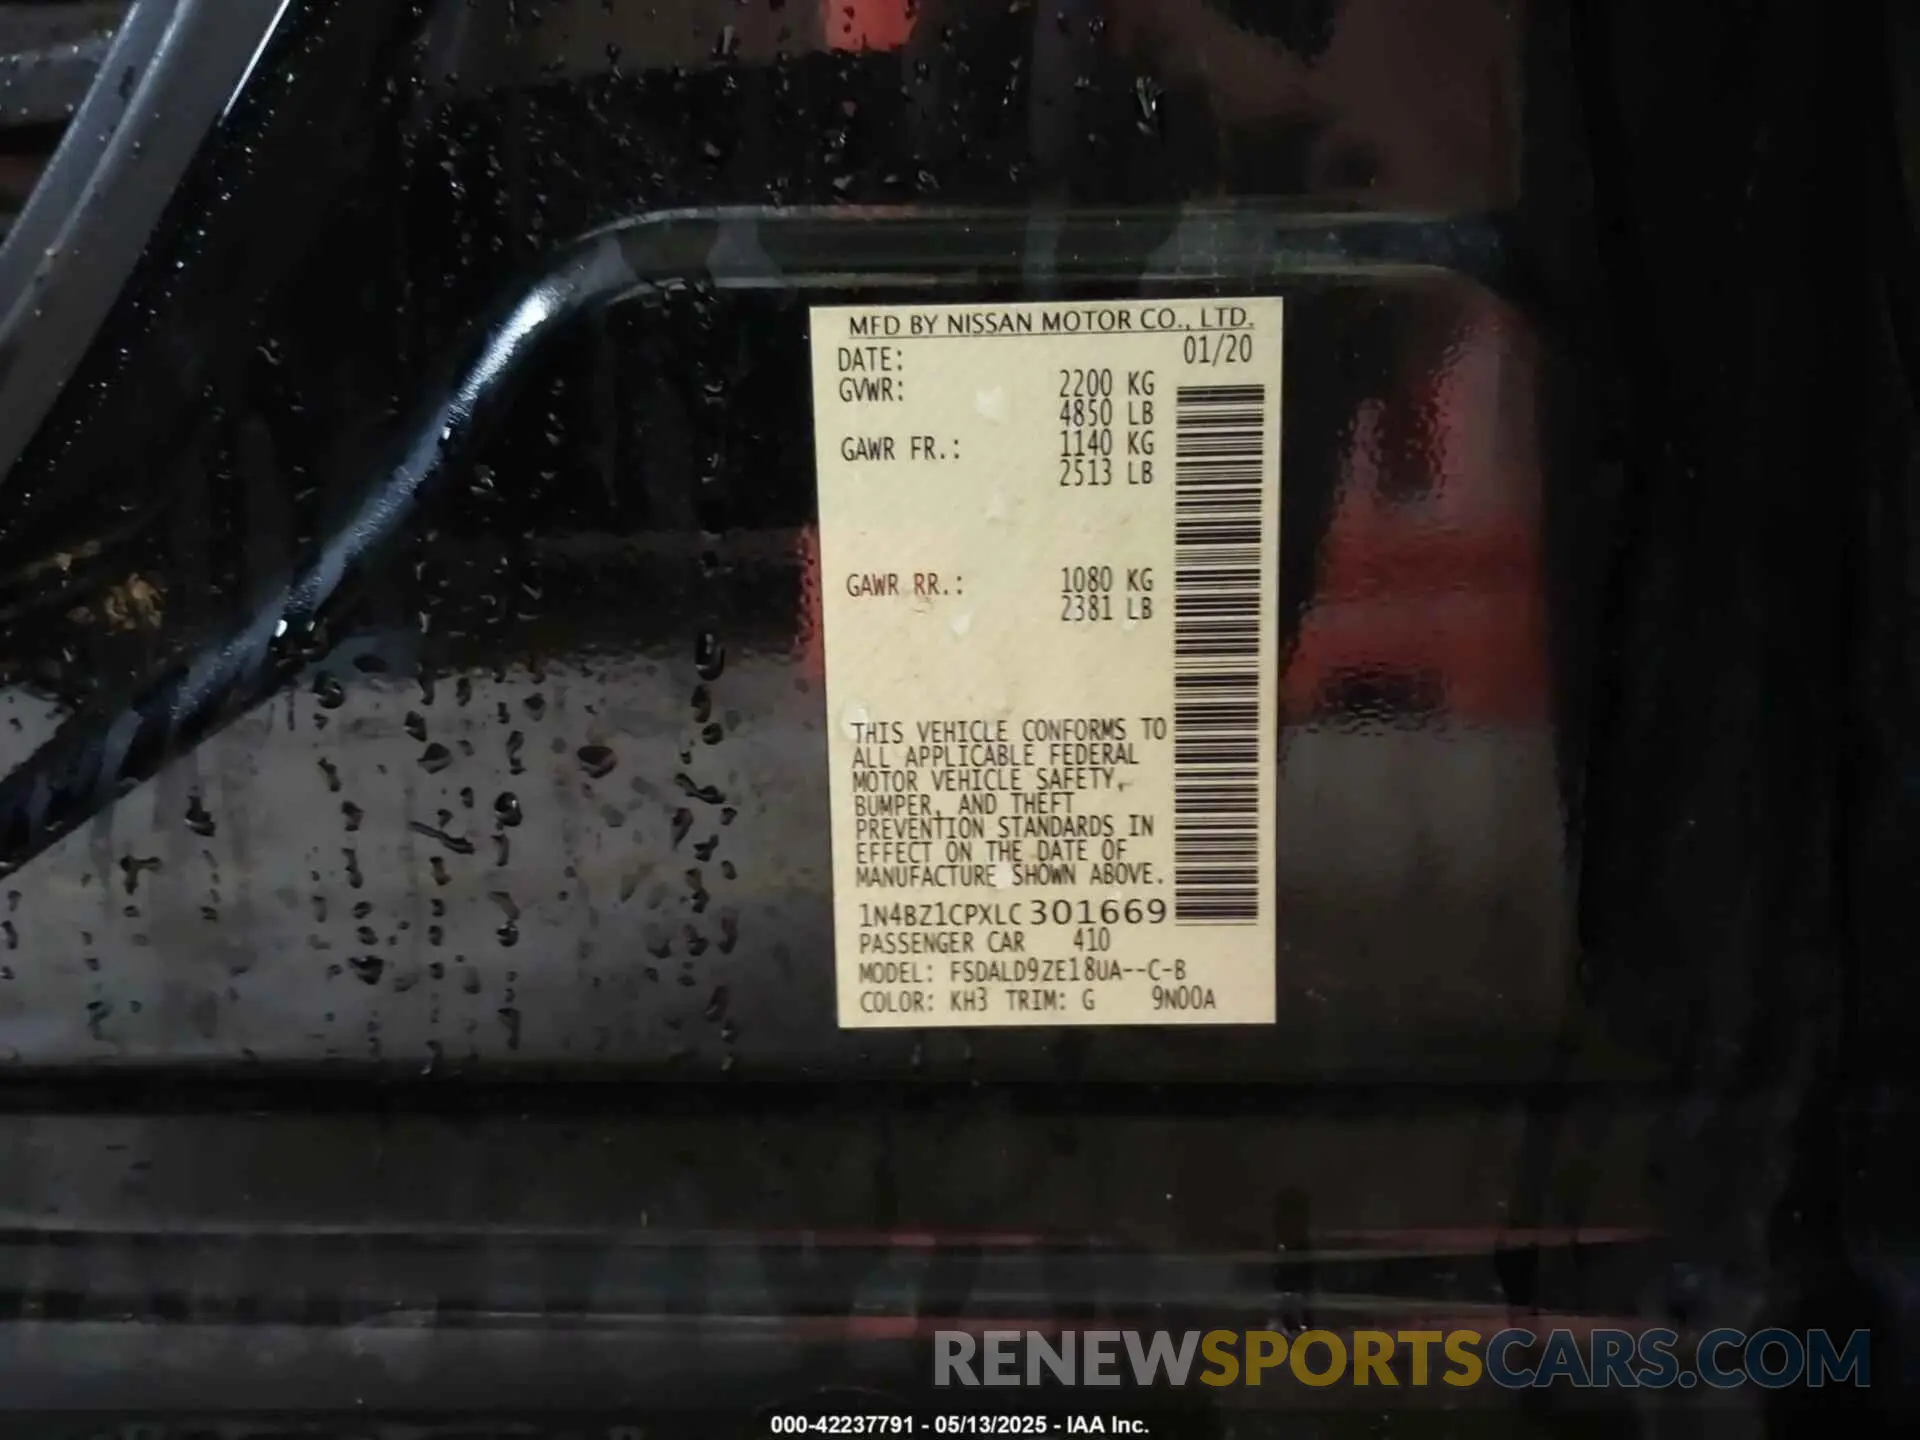 MFD BY NISSAN MOTOR CO., LTD.
DATE: 01/20
GVWR: 2200 KG
4850 LB
GAWR FR.: 1140 KG
2513 LB
GAWR RR.: 1080 KG
2381 LB
THIS VEHICLE CONFORMS TO
ALL APPLICABLE FEDERAL
MOTOR VEHICLE SAFETY,
BUMPER, AND THEFT
PREVENTION STANDARDS IN
EFFECT ON THE DATE OF
MANUFACTURE SHOWN ABOVE.
1N4BZ1CPXLC301669
PASSENGER CAR 410
MODEL: FSDALD9ZE18UA--C-B
COLOR: KH3 TRIM: G 9N00A
RENEWSPORTSCARS.COM
000-42237791 - 05/13/2025 - IAA Inc.